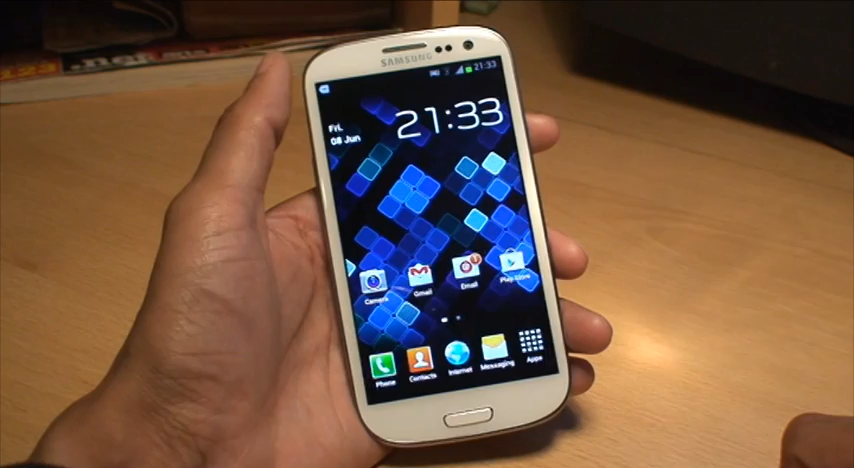 SAMSUNG
21:33
21:33
Fri,
08 Jun
Camera
Gmail
Email
Play Store
Phone
Contacts
Internet
Messaging
Apps